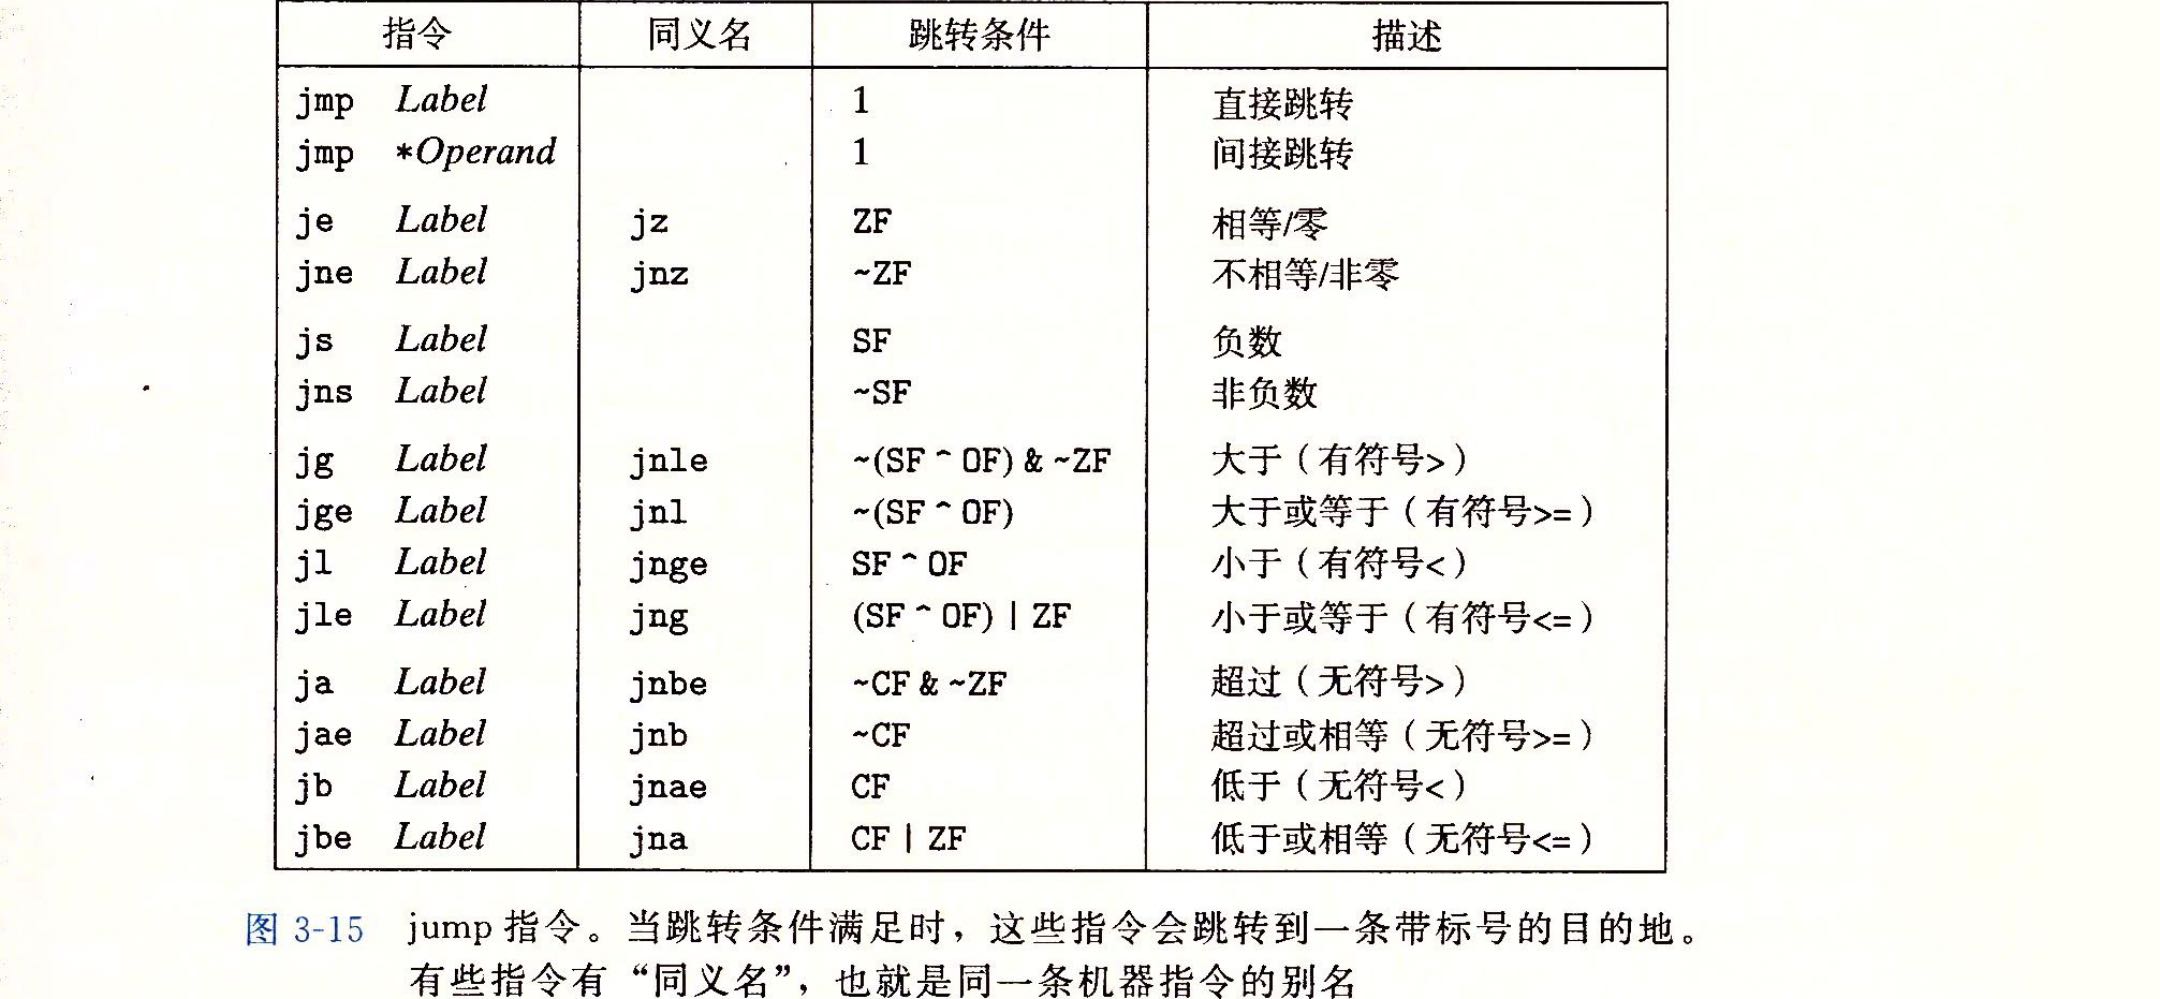 指令 同义名 跳转条件 描述
jmp Label 1 直接跳转
jmp *Operand 1 间接跳转
je Label jz ZF 相等/零
jne Label jnz ~ZF 不相等/非零
js Label SF 负数
jns Label ~SF 非负数
jg Label jnle ~(SF ^ OF) & ~ZF 大于（有符号>）
jge Label jnl ~(SF ^ OF) 大于或等于（有符号>=）
jl Label jnge SF ^ OF 小于（有符号<）
jle Label jng (SF ^ OF) | ZF 小于或等于（有符号<=）
ja Label jnbe ~CF & ~ZF 超过（无符号>）
jae Label jnb ~CF 超过或相等（无符号>=）
jb Label jnae CF 低于（无符号<）
jbe Label jna CF | ZF 低于或相等（无符号<=）
图 3-15 jump 指令。当跳转条件满足时，这些指令会跳转到一条带标号的目的地。
有些指令有“同义名”，也就是同一条机器指令的别名